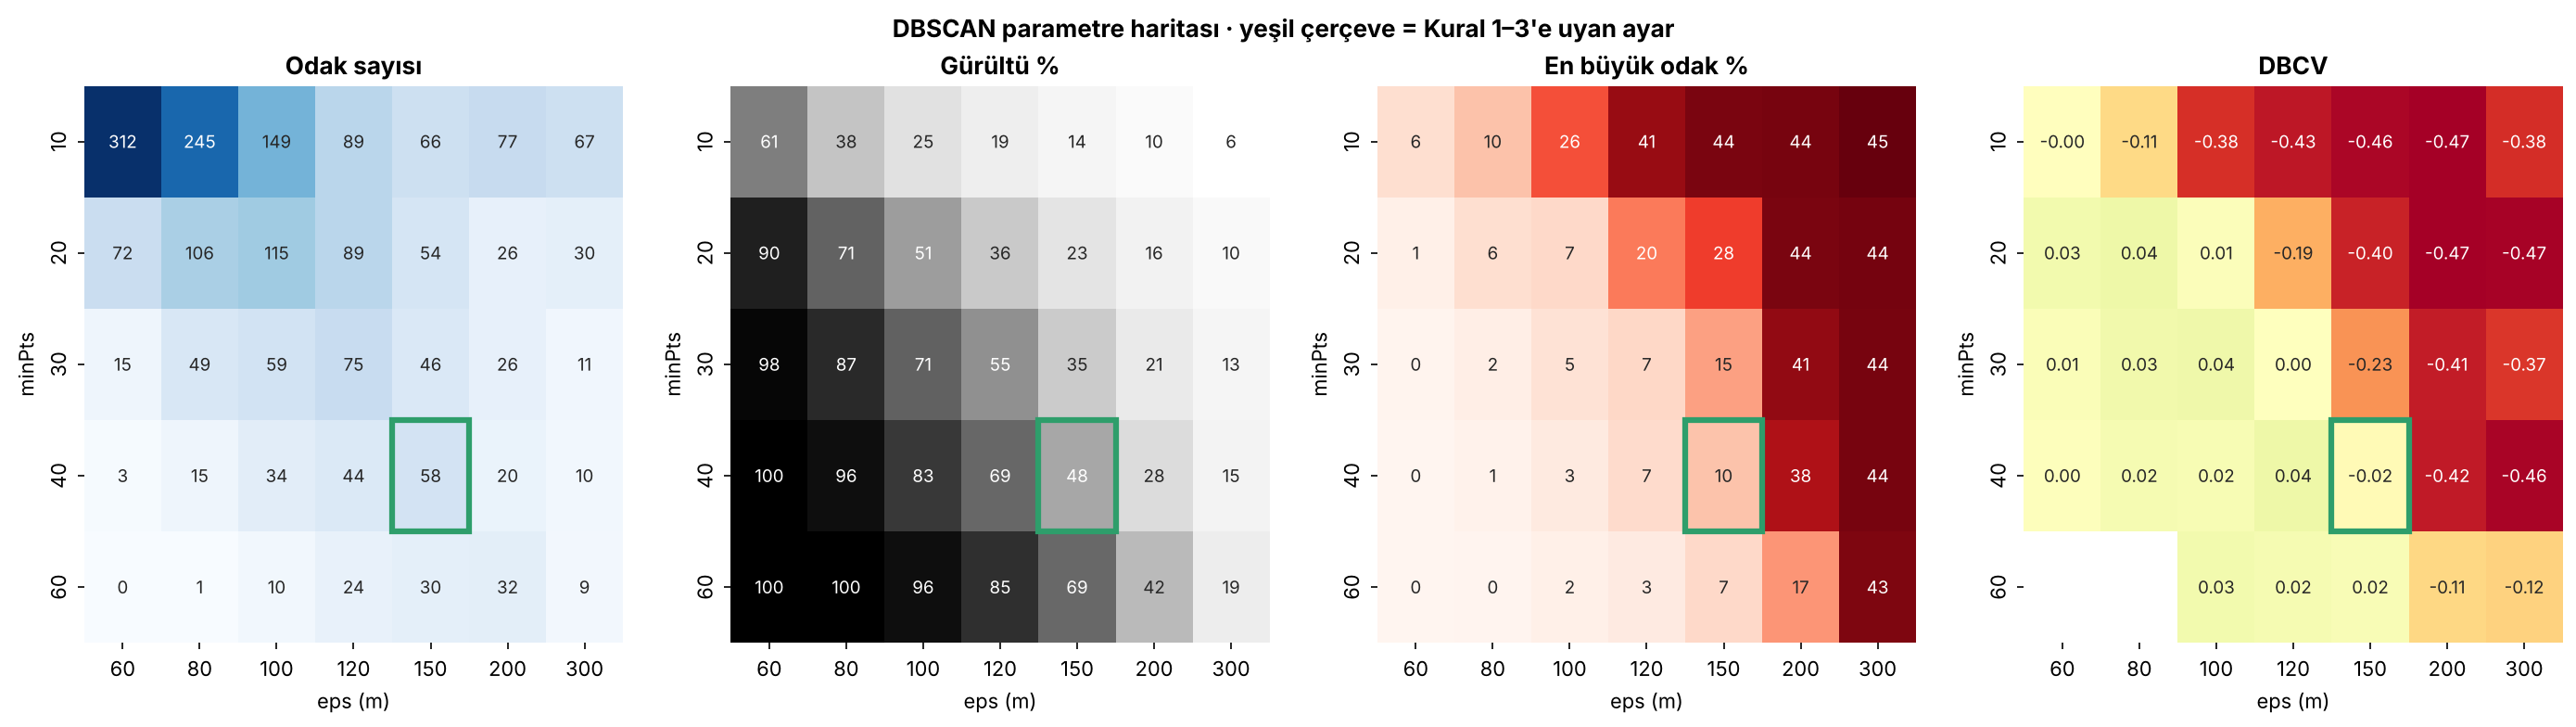 DBSCAN parametre haritası · yeşil çerçeve = Kural 1–3'e uyan ayar
Odak sayısı
minPts
10 312 245 149 89 66 77 67
20 72 106 115 89 54 26 30
30 15 49 59 75 46 26 11
40 3 15 34 44 58 20 10
60 0 1 10 24 30 32 9
60 80 100 120 150 200 300
eps (m)
Gürültü %
minPts
10 61 38 25 19 14 10 6
20 90 71 51 36 23 16 10
30 98 87 71 55 35 21 13
40 100 96 83 69 48 28 15
60 100 100 96 85 69 42 19
60 80 100 120 150 200 300
eps (m)
En büyük odak %
minPts
10 6 10 26 41 44 44 45
20 1 6 7 20 28 44 44
30 0 2 5 7 15 41 44
40 0 1 3 7 10 38 44
60 0 0 2 3 7 17 43
60 80 100 120 150 200 300
eps (m)
DBCV
minPts
10 -0.00 -0.11 -0.38 -0.43 -0.46 -0.47 -0.38
20 0.03 0.04 0.01 -0.19 -0.40 -0.47 -0.47
30 0.01 0.03 0.04 0.00 -0.23 -0.41 -0.37
40 0.00 0.02 0.02 0.04 -0.02 -0.42 -0.46
60 0.03 0.02 0.02 -0.11 -0.12
60 80 100 120 150 200 300
eps (m)